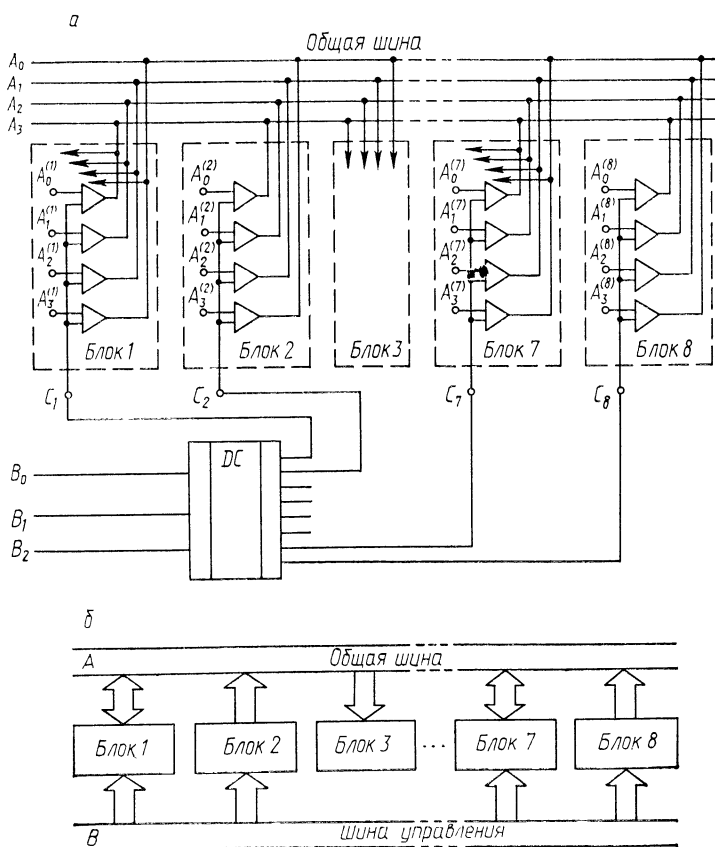 а
Общая шина
A₀
A₁
A₂
A₃
A₀⁽¹⁾
A₁⁽¹⁾
A₂⁽¹⁾
A₃⁽¹⁾
Блок 1
A₀⁽²⁾
A₁⁽²⁾
A₂⁽²⁾
A₃⁽²⁾
Блок 2
Блок 3
A₀⁽⁷⁾
A₁⁽⁷⁾
A₂⁽⁷⁾
A₃⁽⁷⁾
Блок 7
A₀⁽⁸⁾
A₁⁽⁸⁾
A₂⁽⁸⁾
A₃⁽⁸⁾
Блок 8
C₁
C₂
C₇
C₈
DC
B₀
B₁
B₂
б
A Общая шина
Блок 1 Блок 2 Блок 3 ... Блок 7 Блок 8
B Шина управления